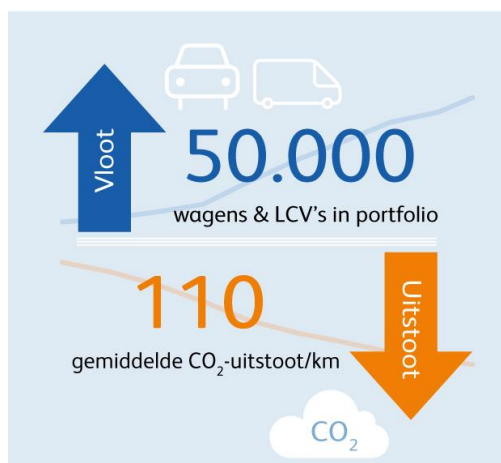 Vloot
50.000
wagens & LCV's in portfolio
110
gemiddelde CO₂-uitstoot/km
Uitstoot
CO₂